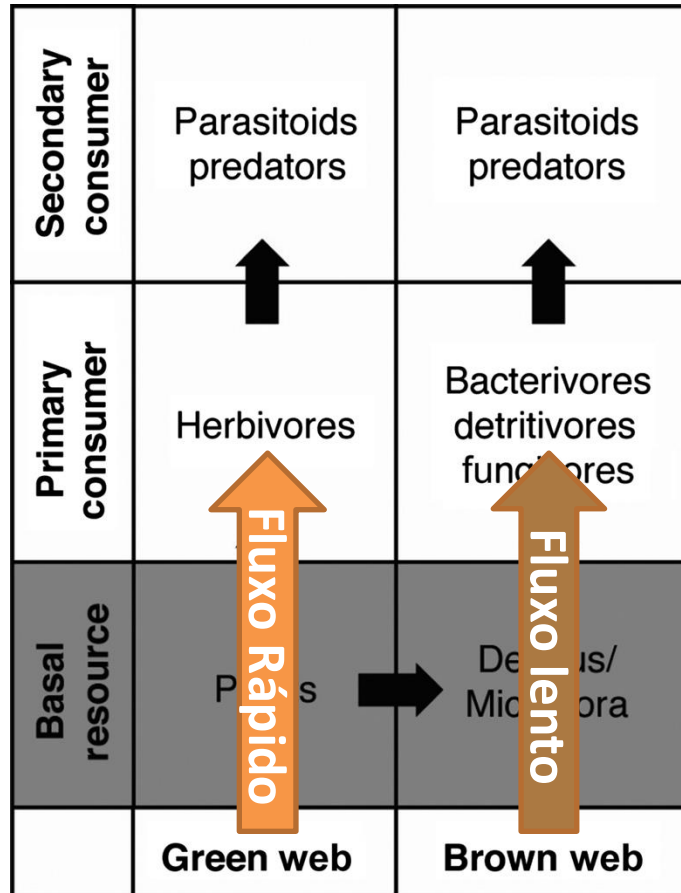 Secondary
consumer
Parasitoids
predators
Parasitoids
predators
Primary
consumer
Herbivores
Bacterivores
detritivores
fungivores
Basal
resource
Fluxo Rápido
Fluxo lento
Green web
Brown web